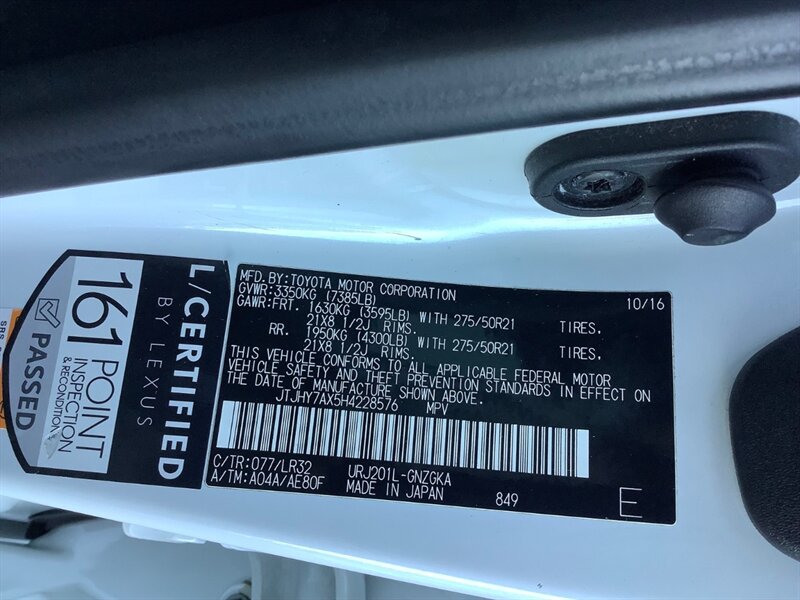 MFD. BY: TOYOTA MOTOR CORPORATION 10/16
GVWR: 3350KG (7385LB)
GAWR: FRT. 1630KG (3595LB) WITH 275/50R21 TIRES.
21X8 1/2J RIMS.
RR. 1950KG (4300LB) WITH 275/50R21 TIRES.
21X8 1/2J RIMS.
THIS VEHICLE CONFORMS TO ALL APPLICABLE FEDERAL MOTOR
VEHICLE SAFETY AND THEFT PREVENTION STANDARDS IN EFFECT ON
THE DATE OF MANUFACTURE SHOWN ABOVE.
JTJHY7AX5H4228576 MPV
C/TR: 077/LR32 URJ201L-GNZGKA
A/TM: A04A/AE80F MADE IN JAPAN 849 E
L/CERTIFIED
BY LEXUS
161 POINT
INSPECTION
& RECONDITION
PASSED
SRS